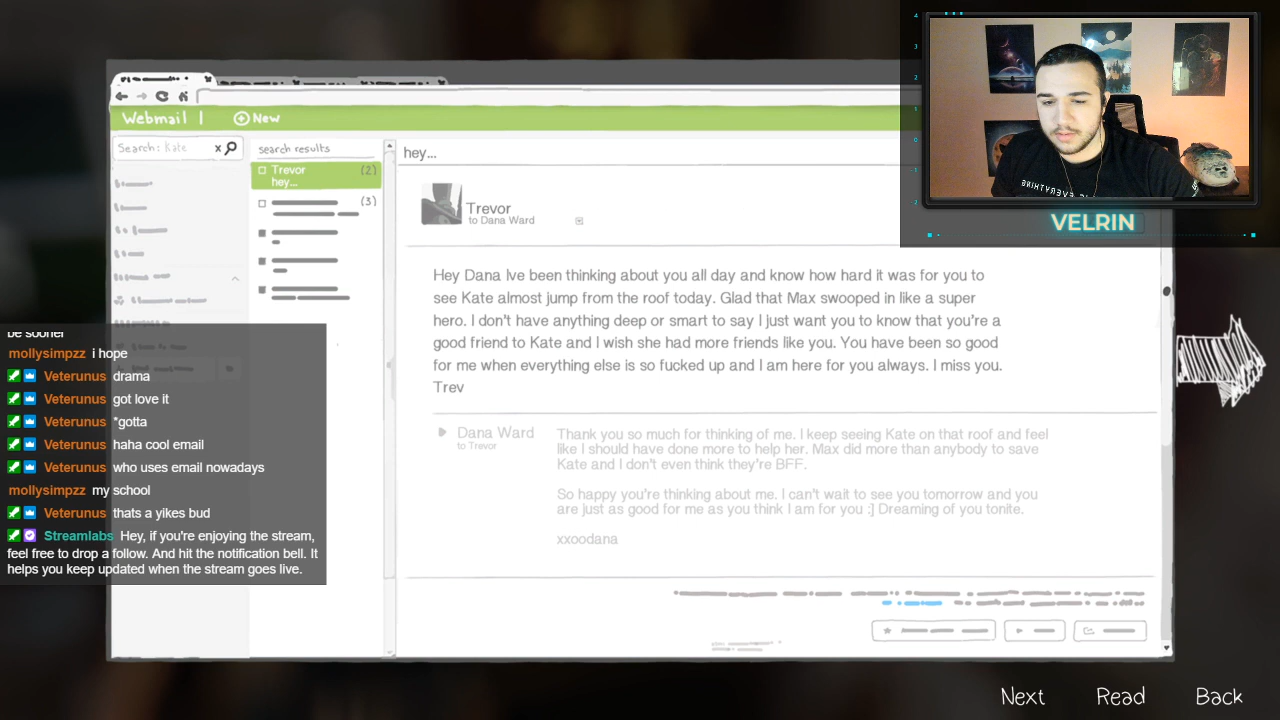 Webmail |
New
Search: Kate
x
search results
Trevor
(2)
hey...
(3)
hey...
Trevor
to Dana Ward
Hey Dana Ive been thinking about you all day and know how hard it was for you to
see Kate almost jump from the roof today. Glad that Max swooped in like a super
hero. I don't have anything deep or smart to say I just want you to know that you're a
good friend to Kate and I wish she had more friends like you. You have been so good
for me when everything else is so fucked up and I am here for you always. I miss you.
Trev
Dana Ward
to Trevor
Thank you so much for thinking of me. I keep seeing Kate on that roof and feel
like I should have done more to help her. Max did more than anybody to save
Kate and I don't even think they're BFF.
So happy you're thinking about me. I can't wait to see you tomorrow and you
are just as good for me as you think I am for you :] Dreaming of you tonite.
xxoodana
be sooner
mollysimpzz i hope
Veterunus drama
Veterunus got love it
Veterunus *gotta
Veterunus haha cool email
Veterunus who uses email nowadays
mollysimpzz my school
Veterunus thats a yikes bud
Streamlabs Hey, if you're enjoying the stream,
feel free to drop a follow. And hit the notification bell. It
helps you keep updated when the stream goes live.
4
3
2
1
0
1
2
EVERYTHING
VELRIN
Next
Read
Back